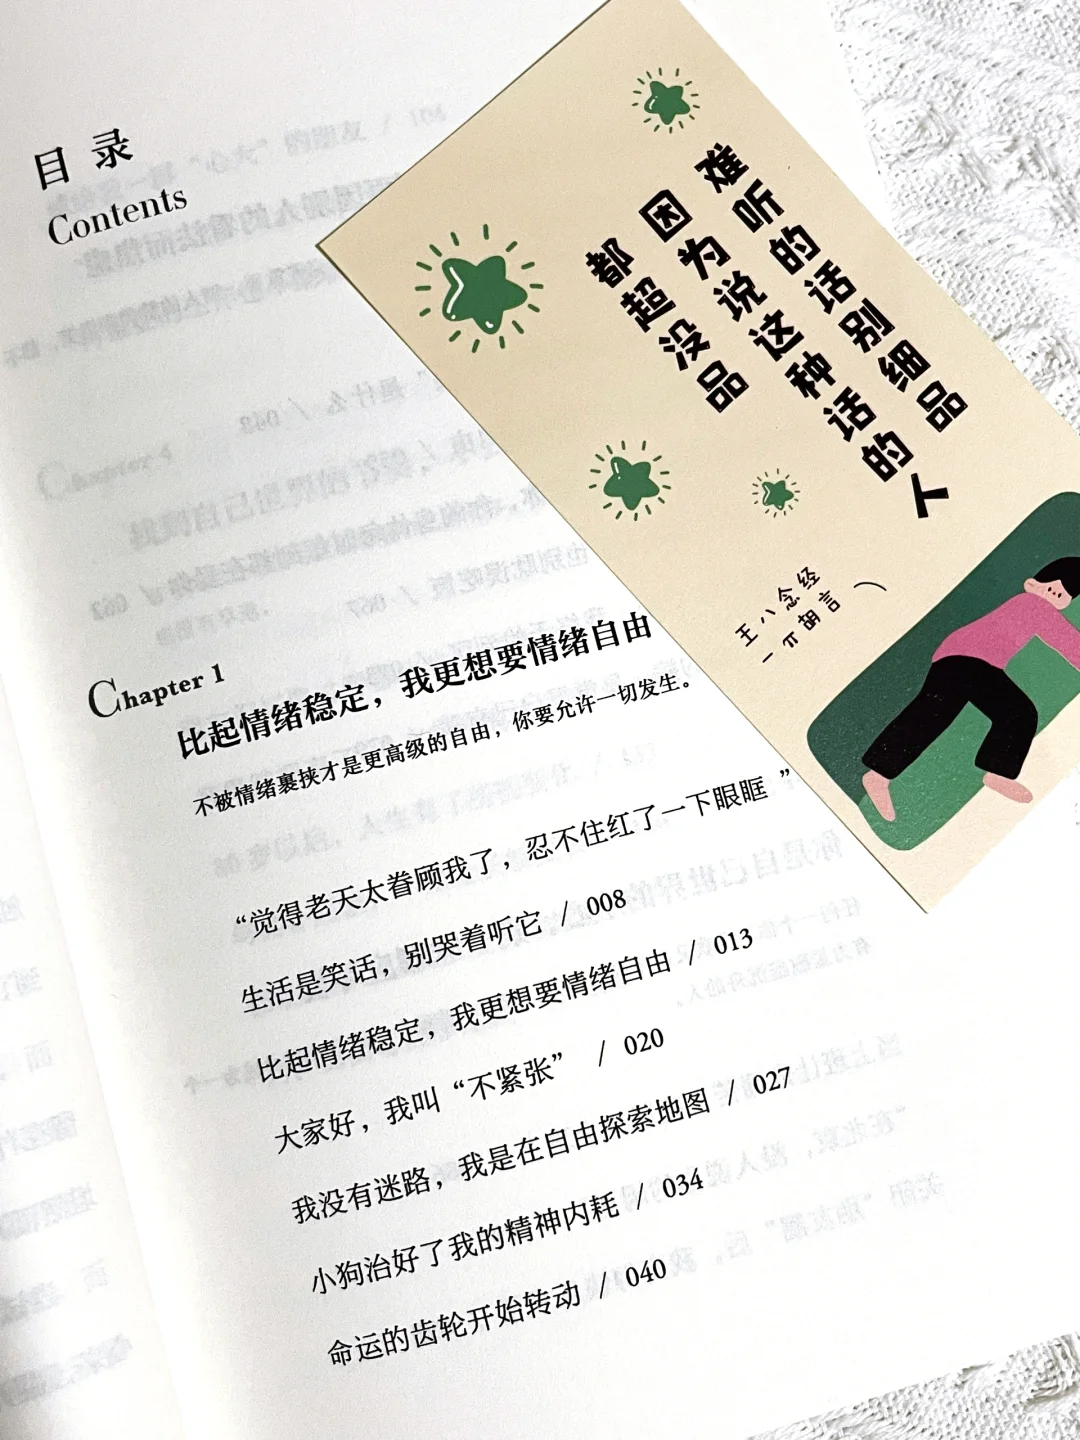 目录
Contents
难听的话别细品
因为说这种话的人
都超没品
王八念经
一π胡言
Chapter 1
比起情绪稳定，我更想要情绪自由
不被情绪裹挟才是更高级的自由，你要允许一切发生。
“觉得老天太眷顾我了，忍不住红了一下眼眶”
生活是笑话，别哭着听它 / 008
比起情绪稳定，我更想要情绪自由 / 013
大家好，我叫“不紧张” / 020
我没有迷路，我是在自由探索地图 / 027
小狗治好了我的精神内耗 / 034
命运的齿轮开始转动 / 040